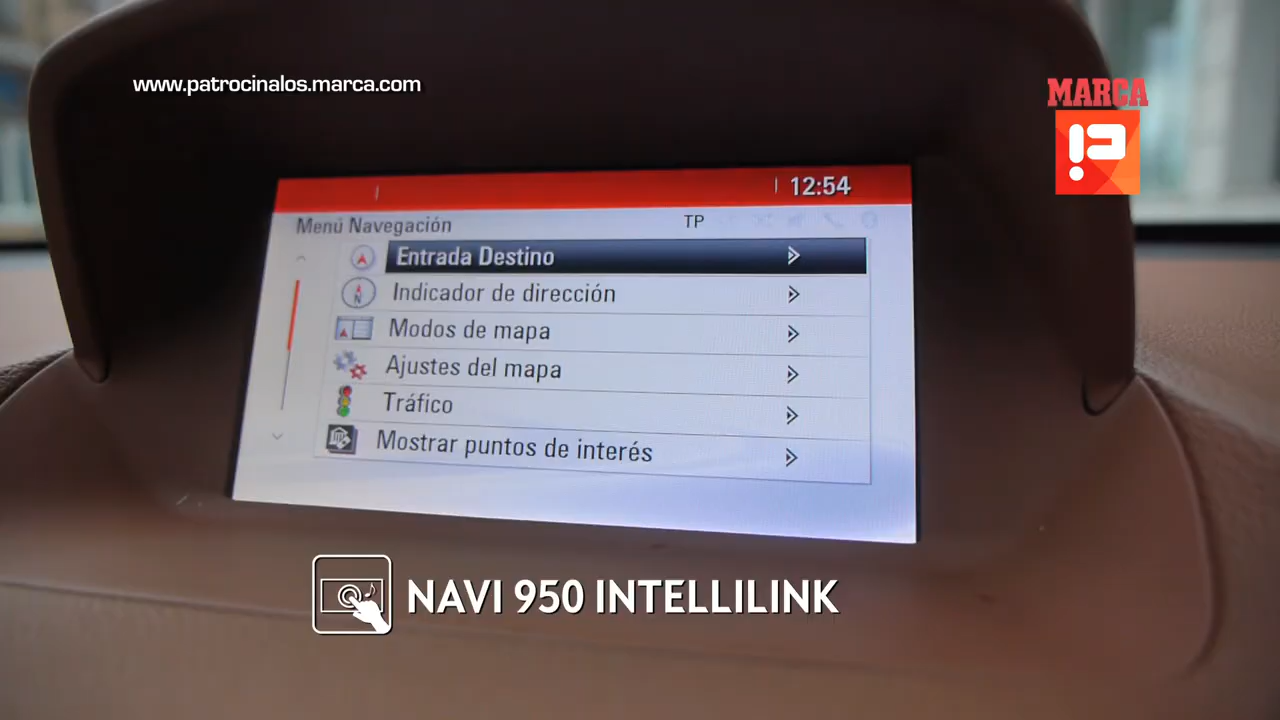 www.patrocinalos.marca.com
MARCA
12:54
Menú Navegación
TP
Entrada Destino
Indicador de dirección
Modos de mapa
Ajustes del mapa
Tráfico
Mostrar puntos de interés
NAVI 950 INTELLILINK